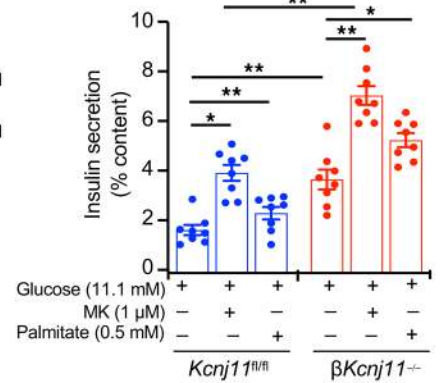 **
*
10
**
8
**
**
6
*
4
2
0
Insulin secretion
(% content)
Glucose (11.1 mM) + + + + + +
MK (1 µM) – + – – + –
Palmitate (0.5 mM) – – + – – +
Kcnj11fl/fl βKcnj11–/–